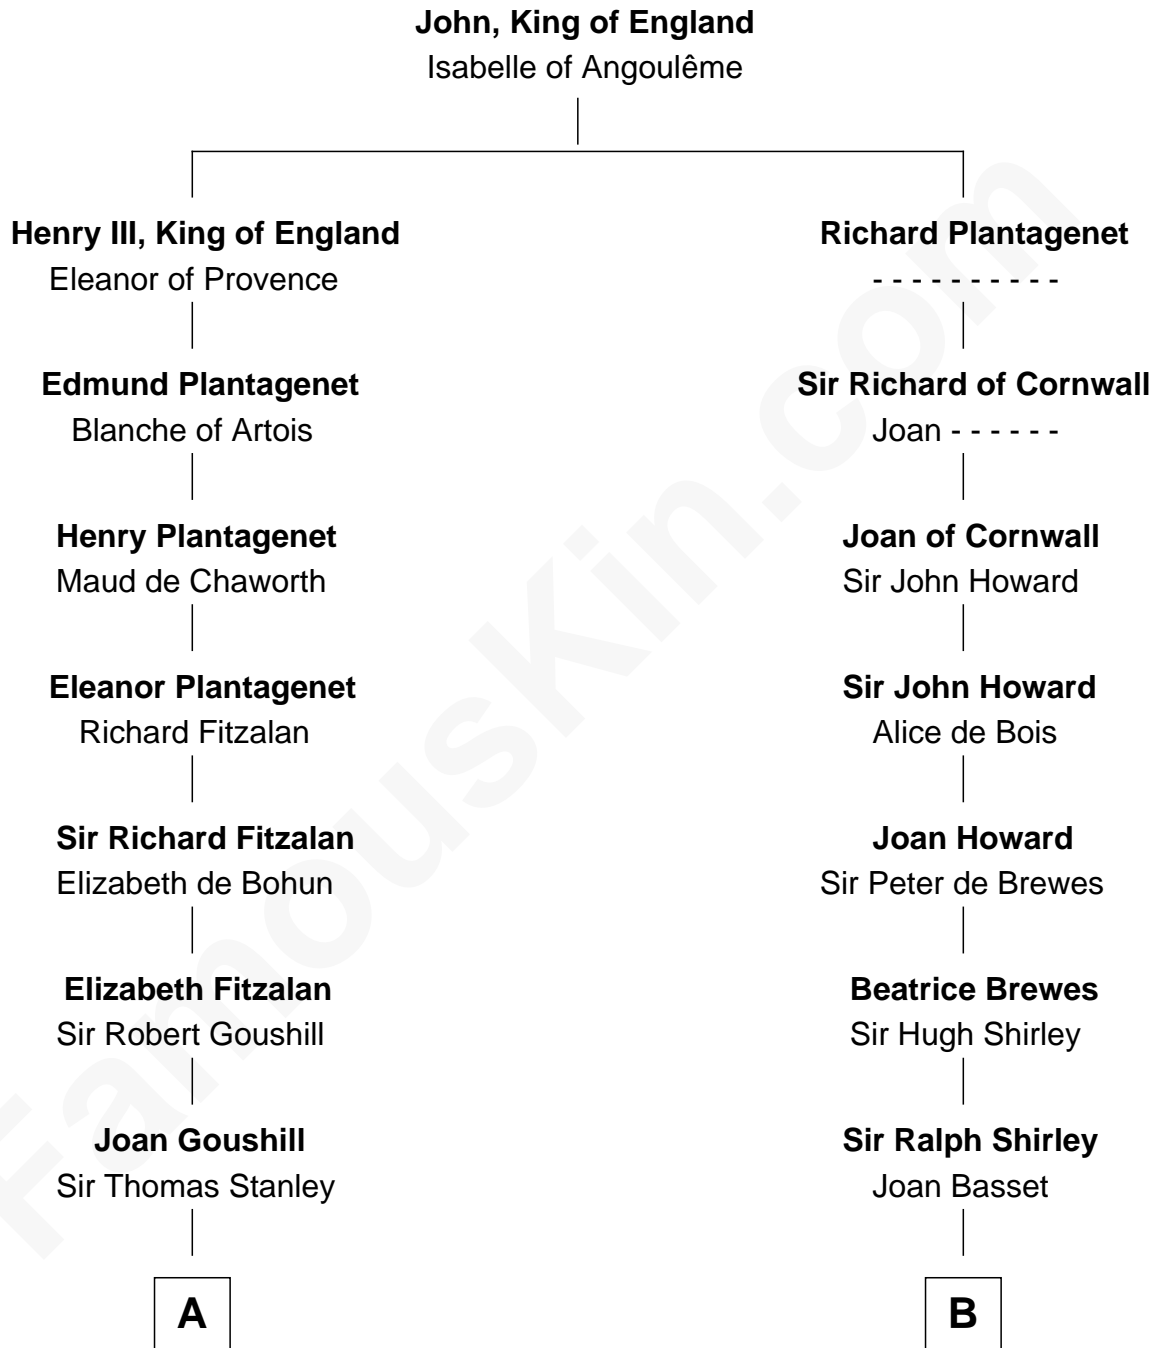 John, King of England
Isabelle of Angoulême
Henry III, King of England
Eleanor of Provence
Edmund Plantagenet
Blanche of Artois
Henry Plantagenet
Maud de Chaworth
Eleanor Plantagenet
Richard Fitzalan
Sir Richard Fitzalan
Elizabeth de Bohun
Elizabeth Fitzalan
Sir Robert Goushill
Joan Goushill
Sir Thomas Stanley
A
Richard Plantagenet
- - - - - - - - - -
Sir Richard of Cornwall
Joan - - - - - -
Joan of Cornwall
Sir John Howard
Sir John Howard
Alice de Bois
Joan Howard
Sir Peter de Brewes
Beatrice Brewes
Sir Hugh Shirley
Sir Ralph Shirley
Joan Basset
B
FamousKin.com